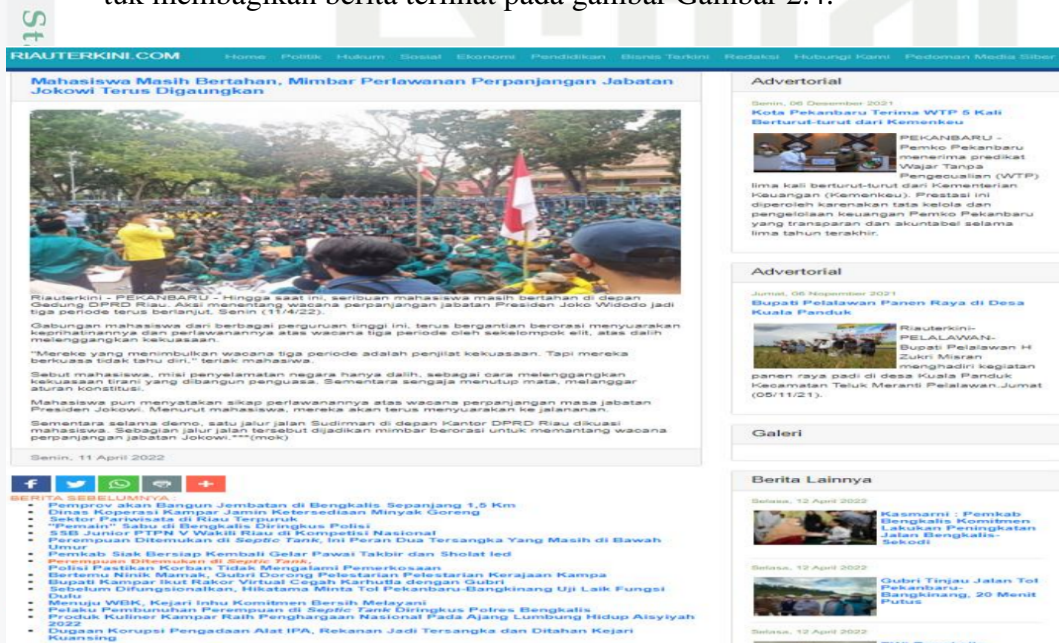 tuk membagikan berita terlihat pada gambar Gambar 2.4.
St.
RIAUTERKINI.COM Home Politik Hukum Sosial Ekonomi Pendidikan Bisnis Terkini Redaksi Hubungi Kami Pedoman Media Siber
Mahasiswa Masih Bertahan, Mimbar Perlawanan Perpanjangan Jabatan
Jokowi Terus Digaungkan
Riauterkini - PEKANBARU - Hingga saat ini, seribuan mahasiswa masih bertahan di depan
Gedung DPRD Riau. Aksi menentang wacana perpanjangan jabatan Presiden Joko Widodo jadi
tiga periode terus berlanjut, Senin (11/4/22).
Gabungan mahasiswa dari berbagai perguruan tinggi ini, terus bergantian berorasi menyuarakan
keprihatinannya dan perlawanannya atas wacana tiga periode oleh sekelompok elit, atas dalih
melenggangkan kekuasaan.
"Mereka yang menimbulkan wacana tiga periode adalah penjilat kekuasaan. Tapi mereka
berkuasa tidak tahu diri," teriak mahasiwa.
Sebut mahasiswa, misi penyelamatan negara hanya dalih, sebagai cara melenggangkan
kekuasaan tirani yang dibangun penguasa. Sementara sengaja menutup mata, melanggar
aturan konstitusi.
Mahasiswa pun menyatakan sikap perlawanannya atas wacana perpanjangan masa jabatan
Presiden Jokowi. Menurut mahasiswa, mereka akan terus menyuarakan ke jalananan.
Sementara selama demo, satu jalur jalan Sudirman di depan Kantor DPRD Riau dikuasi
mahasiswa. Sebagian jalur jalan tersebut dijadikan mimbar berorasi untuk memantang wacana
perpanjangan jabatan Jokowi.***(mok)
Senin, 11 April 2022
BERITA SEBELUMNYA :
Pemprov akan Bangun Jembatan di Bengkalis Sepanjang 1,5 Km
Dinas Koperasi Kampar Jamin Ketersediaan Minyak Goreng
Sektor Pariwisata di Riau Terpuruk
"Pemain" Sabu di Bengkalis Diringkus Polisi
SSB Junior PTPN V Wakili Riau di Kompetisi Nasional
Perempuan Ditemukan di Septic Tank, Ini Peran Dua Tersangka Yang Masih di Bawah
Umur
Pemkab Siak Bersiap Kembali Gelar Pawai Takbir dan Sholat Ied
Perempuan Ditemukan di Septic Tank,
Polisi Pastikan Korban Tidak Mengalami Pemerkosaan
Bertemu Ninik Mamak, Gubri Dorong Pelestarian Pelestarian Kerajaan Kampa
Bupati Kampar Ikut Rakor Virtual Cegah Karhutla dengan Gubri
Sebelum Difungsionalkan, Hikatama Minta Tol Pekanbaru-Bangkinang Uji Laik Fungsi
Dulu
Menuju WBK, Kejari Inhu Komitmen Bersih Melayani
Pelaku Pembunuhan Perempuan di Septic Tank Diringkus Polres Bengkalis
Produk Kuliner Kampar Raih Penghargaan Nasional Pada Ajang Lumbung Hidup Aisyiyah
2022
Dugaan Korupsi Pengadaan Alat IPA, Rekanan Jadi Tersangka dan Ditahan Kejari
Kuansing
Advertorial
Senin, 06 Desember 2021
Kota Pekanbaru Terima WTP 5 Kali
Berturut-turut dari Kemenkeu
PEKANBARU -
Pemko Pekanbaru
menerima predikat
Wajar Tanpa
Pengecualian (WTP)
lima kali berturut-turut dari Kementerian
Keuangan (Kemenkeu). Prestasi ini
diperoleh karenakan tata kelola dan
pengelolaan keuangan Pemko Pekanbaru
yang transparan dan akuntabel selama
lima tahun terakhir.
Advertorial
Jumat, 05 Nopember 2021
Bupati Pelalawan Panen Raya di Desa
Kuala Panduk
Riauterkini-
PELALAWAN-
Bupati Pelalawan H
Zukri Misran
menghadiri kegiatan
panen raya padi di desa Kuala Panduk
Kecamatan Teluk Meranti Pelalawan.Jumat
(05/11/21).
Galeri
Berita Lainnya
Selasa, 12 April 2022
Kasmarni : Pemkab
Bengkalis Komitmen
Lakukan Peningkatan
Jalan Bengkalis-
Sekodi
Selasa, 12 April 2022
Gubri Tinjau Jalan Tol
Pekanbaru-
Bangkinang, 20 Menit
Putus
Selasa, 12 April 2022